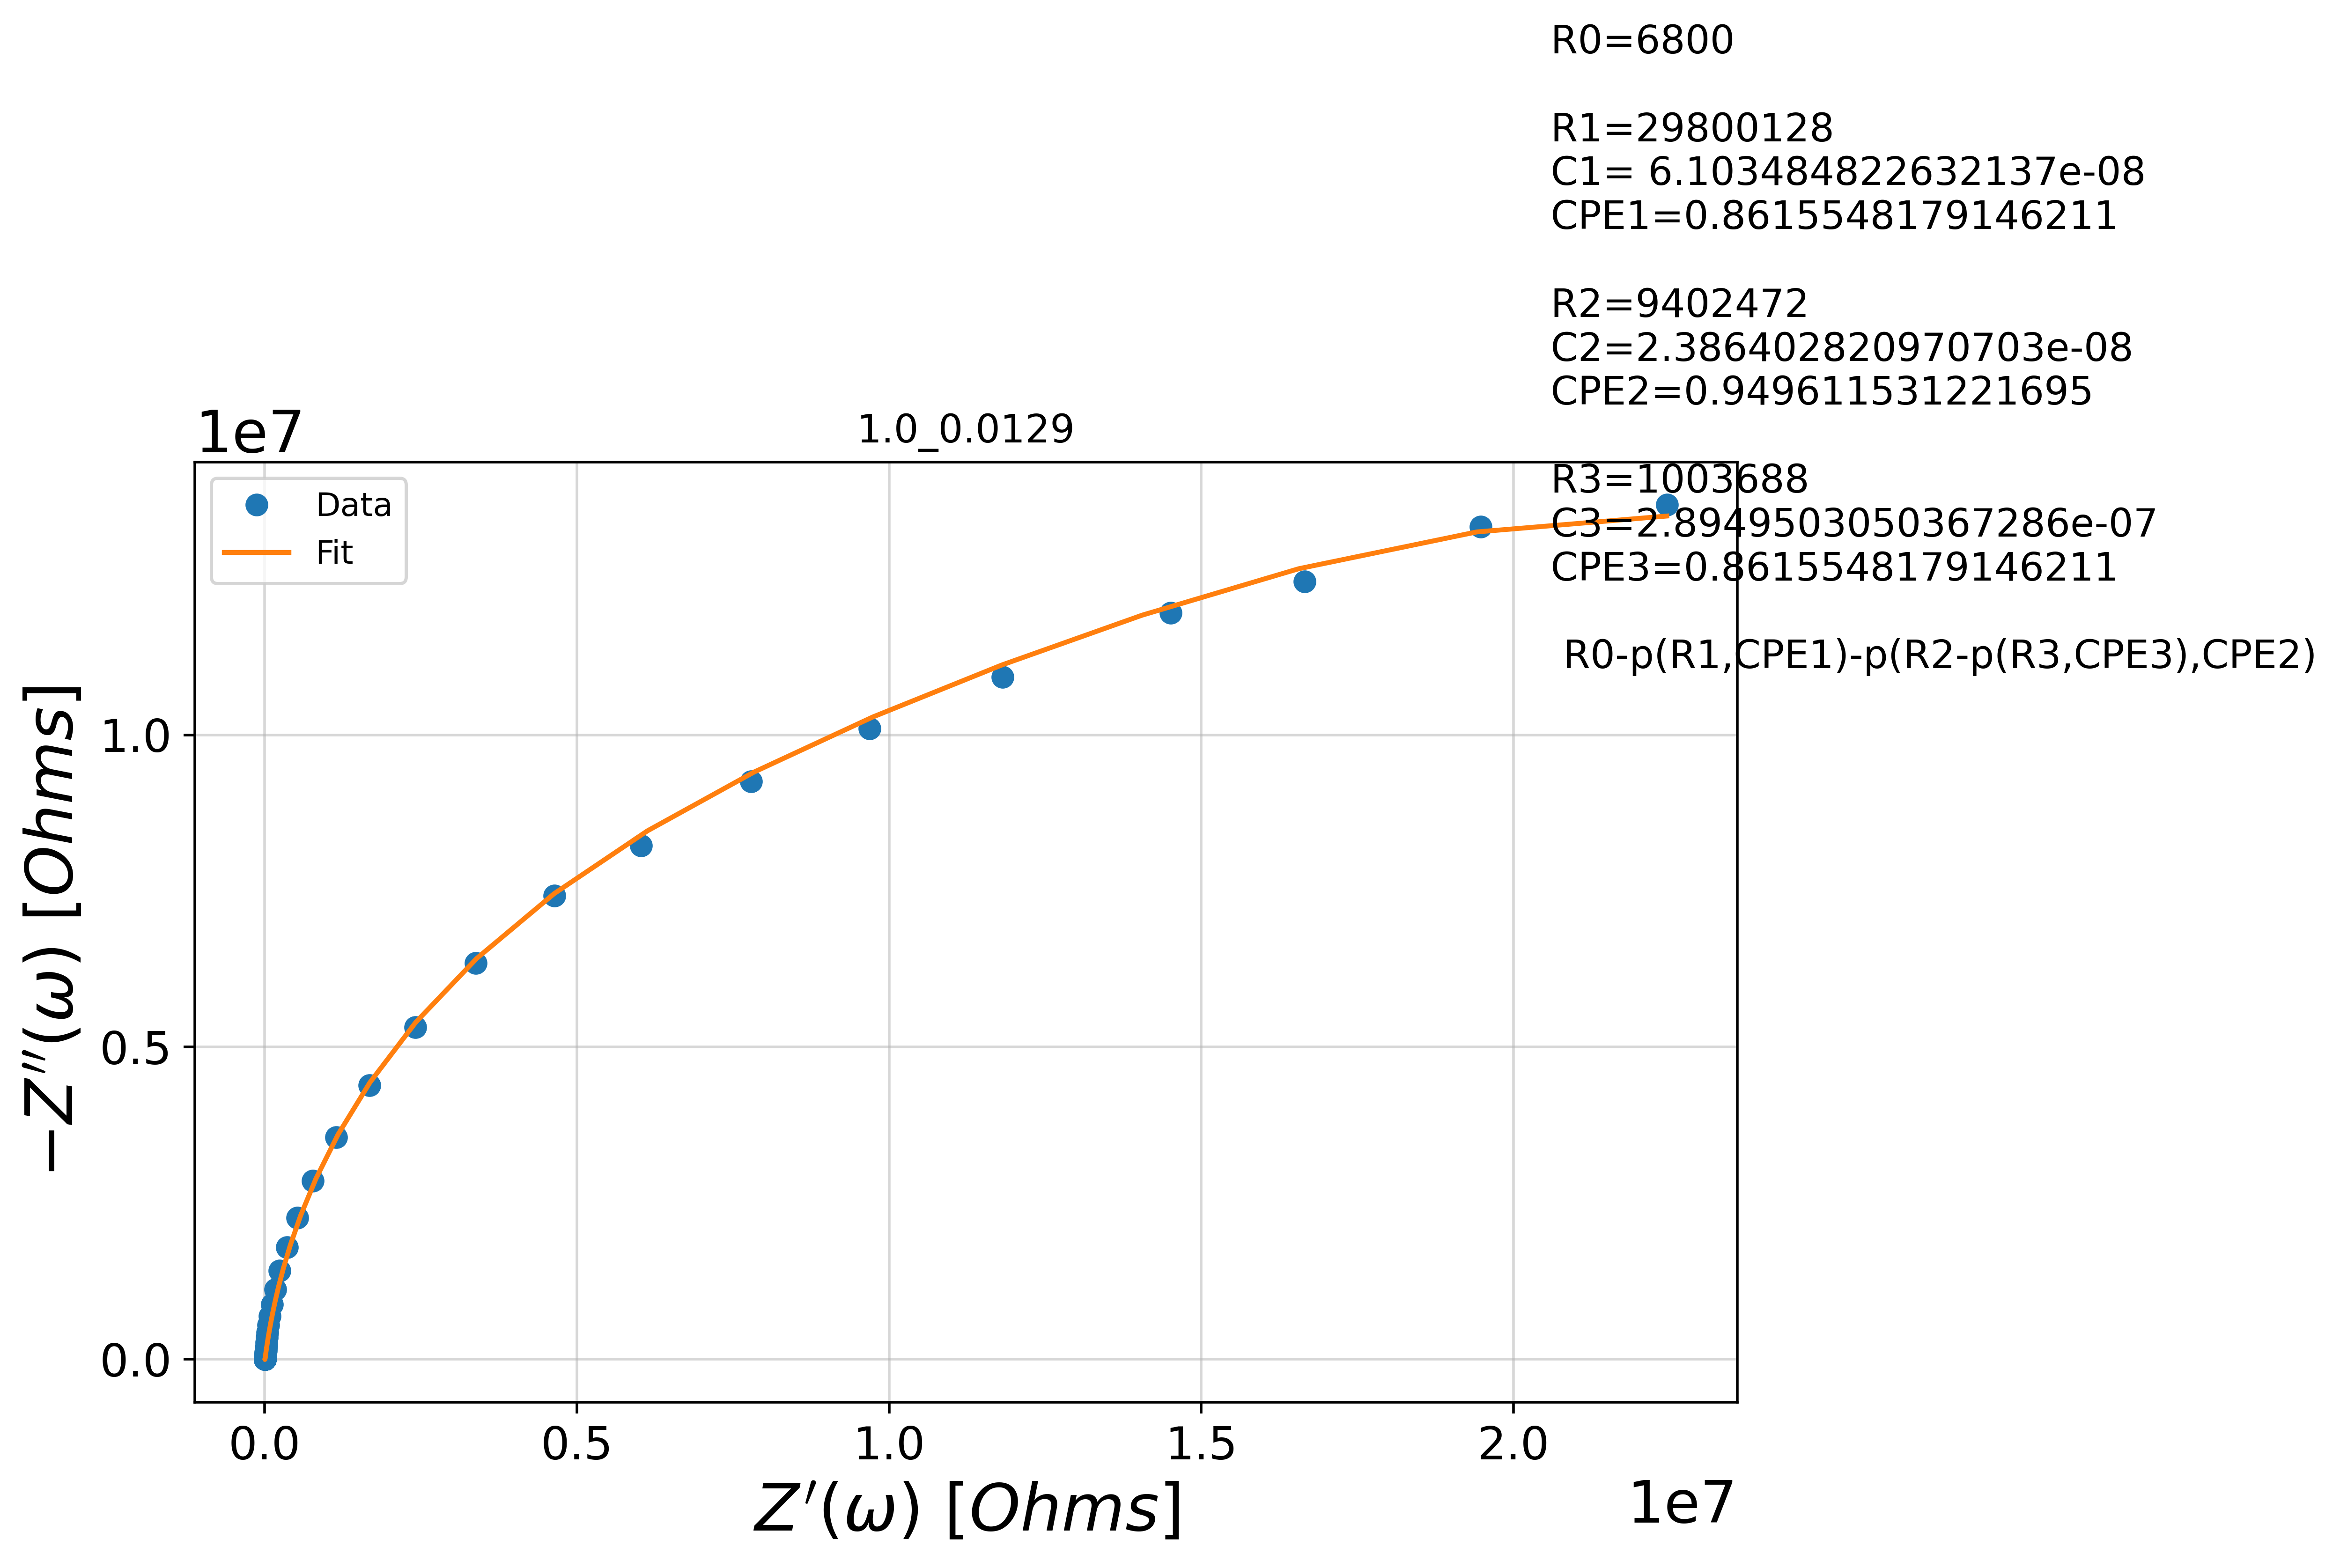 R0=6800
R1=29800128
C1= 6.103484822632137e-08
CPE1=0.8615548179146211
R2=9402472
C2=2.386402820970703e-08
CPE2=0.949611531221695
R3=1003688
C3=2.8949503050367286e-07
CPE3=0.8615548179146211
R0-p(R1,CPE1)-p(R2-p(R3,CPE3),CPE2)
1e7
1.0_0.0129
Data
Fit
1.0
0.5
0.0
−Z′′(ω) [Ohms]
0.0
0.5
1.0
1.5
2.0
1e7
Z′(ω) [Ohms]